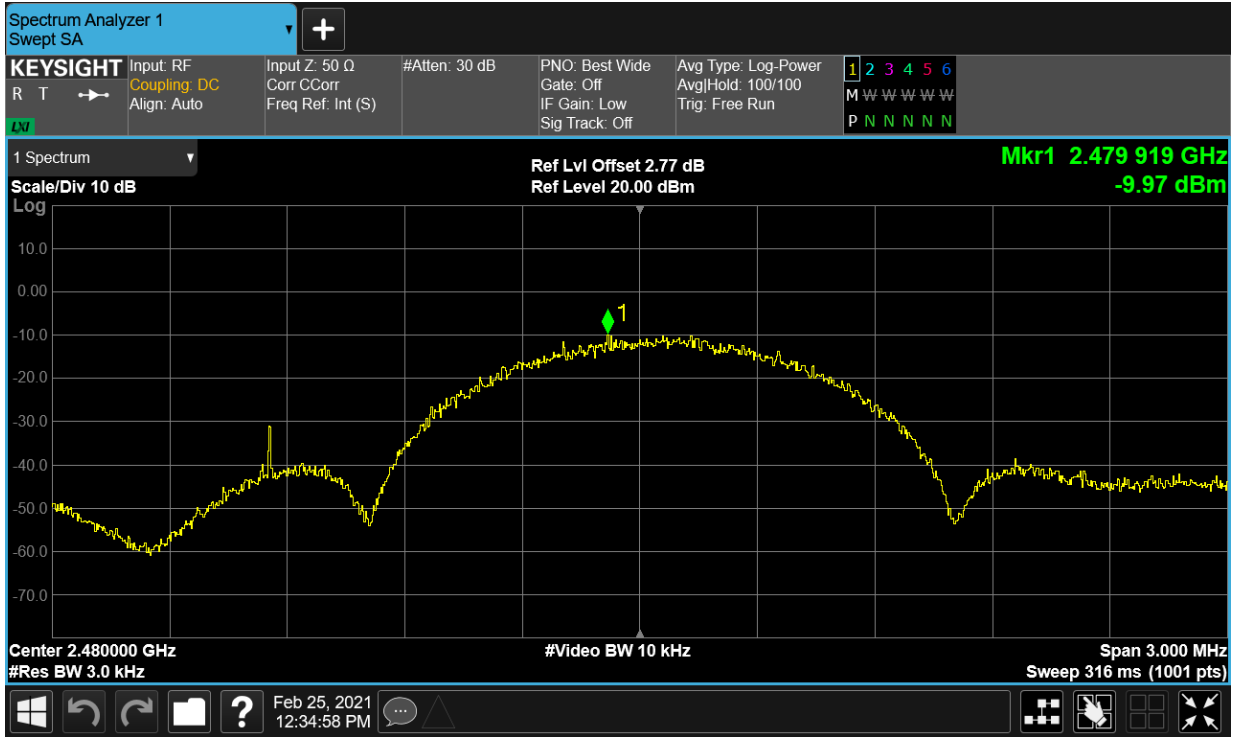 Spectrum Analyzer 1
Swept SA
+
KEYSIGHT
R T
LXI
Input: RF
Coupling: DC
Align: Auto
Input Z: 50 Ω
Corr CCorr
Freq Ref: Int (S)
#Atten: 30 dB
PNO: Best Wide
Gate: Off
IF Gain: Low
Sig Track: Off
Avg Type: Log-Power
Avg|Hold: 100/100
Trig: Free Run
1 2 3 4 5 6
M W W W W W
P N N N N N
1 Spectrum
Scale/Div 10 dB
Ref Lvl Offset 2.77 dB
Ref Level 20.00 dBm
Mkr1 2.479 919 GHz
-9.97 dBm
Log
10.0
0.00
-10.0
-20.0
-30.0
-40.0
-50.0
-60.0
-70.0
1
Center 2.480000 GHz
#Video BW 10 kHz
Span 3.000 MHz
#Res BW 3.0 kHz
Sweep 316 ms (1001 pts)
?
Feb 25, 2021
12:34:58 PM